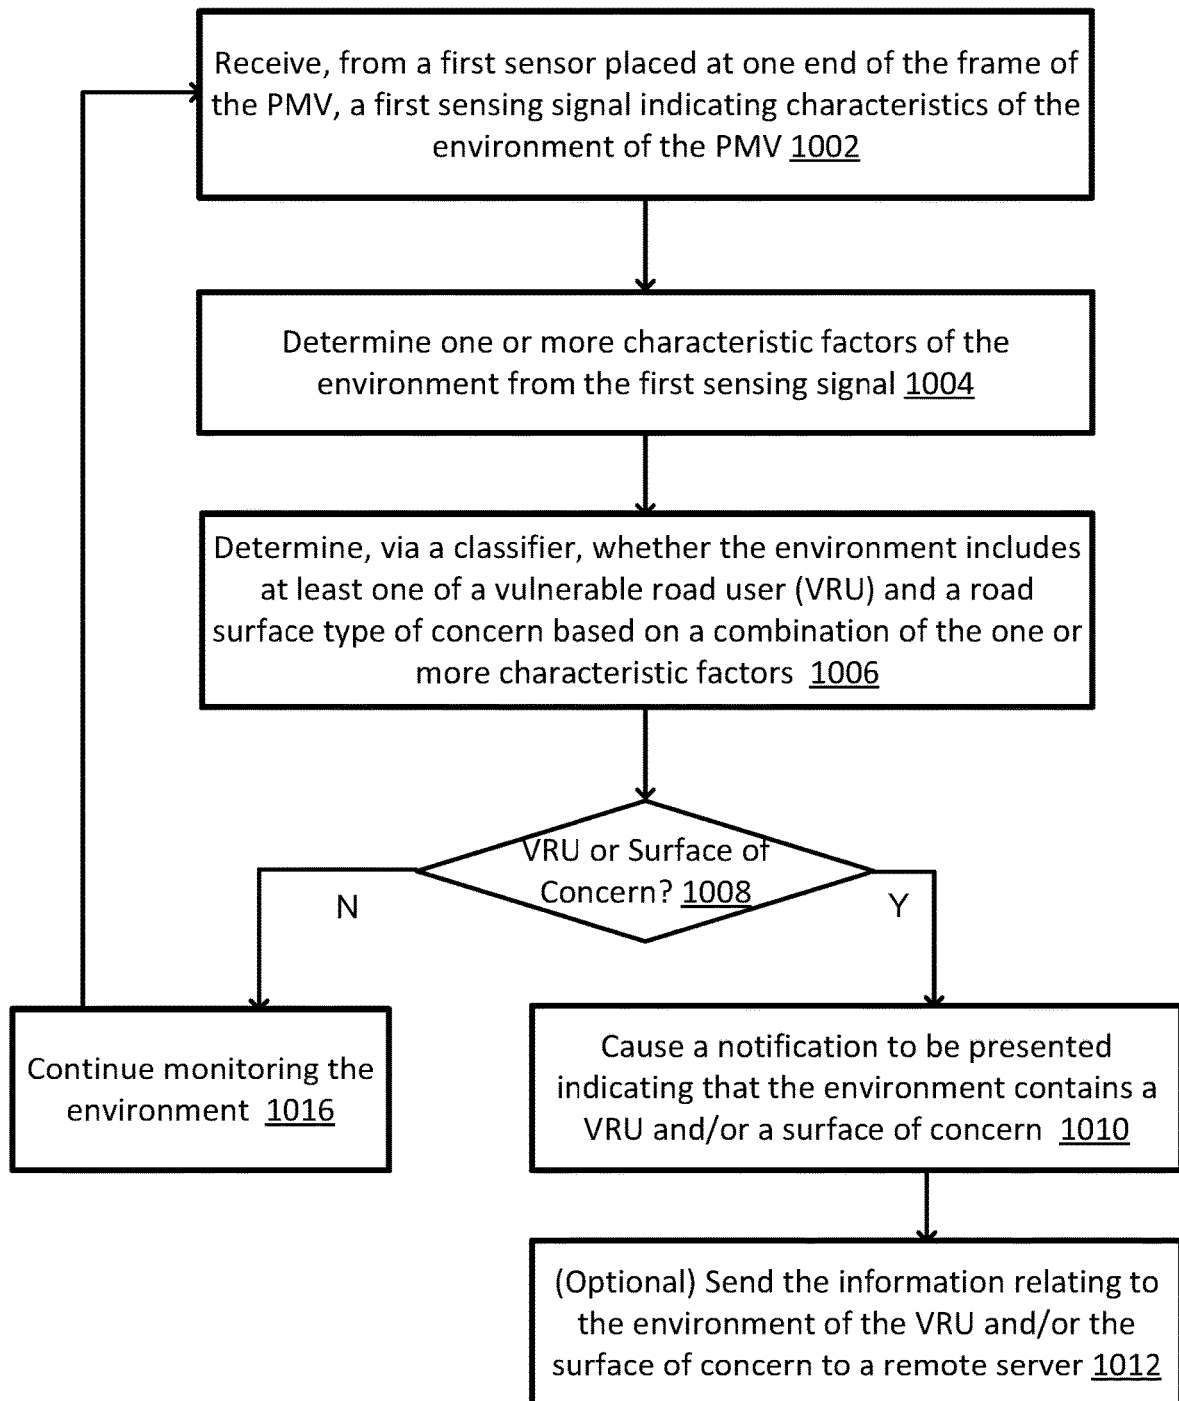 Receive, from a first sensor placed at one end of the frame of
the PMV, a first sensing signal indicating characteristics of the
environment of the PMV 1002
Determine one or more characteristic factors of the
environment from the first sensing signal 1004
Determine, via a classifier, whether the environment includes
at least one of a vulnerable road user (VRU) and a road
surface type of concern based on a combination of the one or
more characteristic factors 1006
VRU or Surface of
Concern? 1008
N
Y
Continue monitoring the
environment 1016
Cause a notification to be presented
indicating that the environment contains a
VRU and/or a surface of concern 1010
(Optional) Send the information relating to
the environment of the VRU and/or the
surface of concern to a remote server 1012